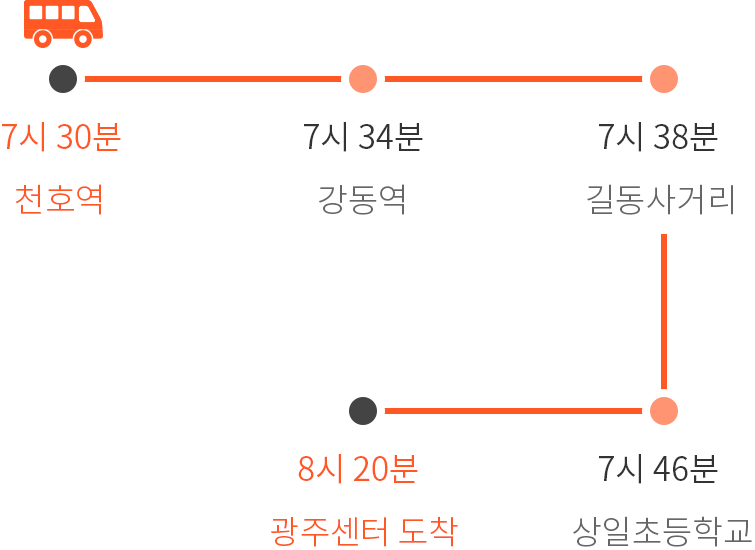 7시 30분
천호역
7시 34분
강동역
7시 38분
길동사거리
7시 46분
상일초등학교
8시 20분
광주센터 도착